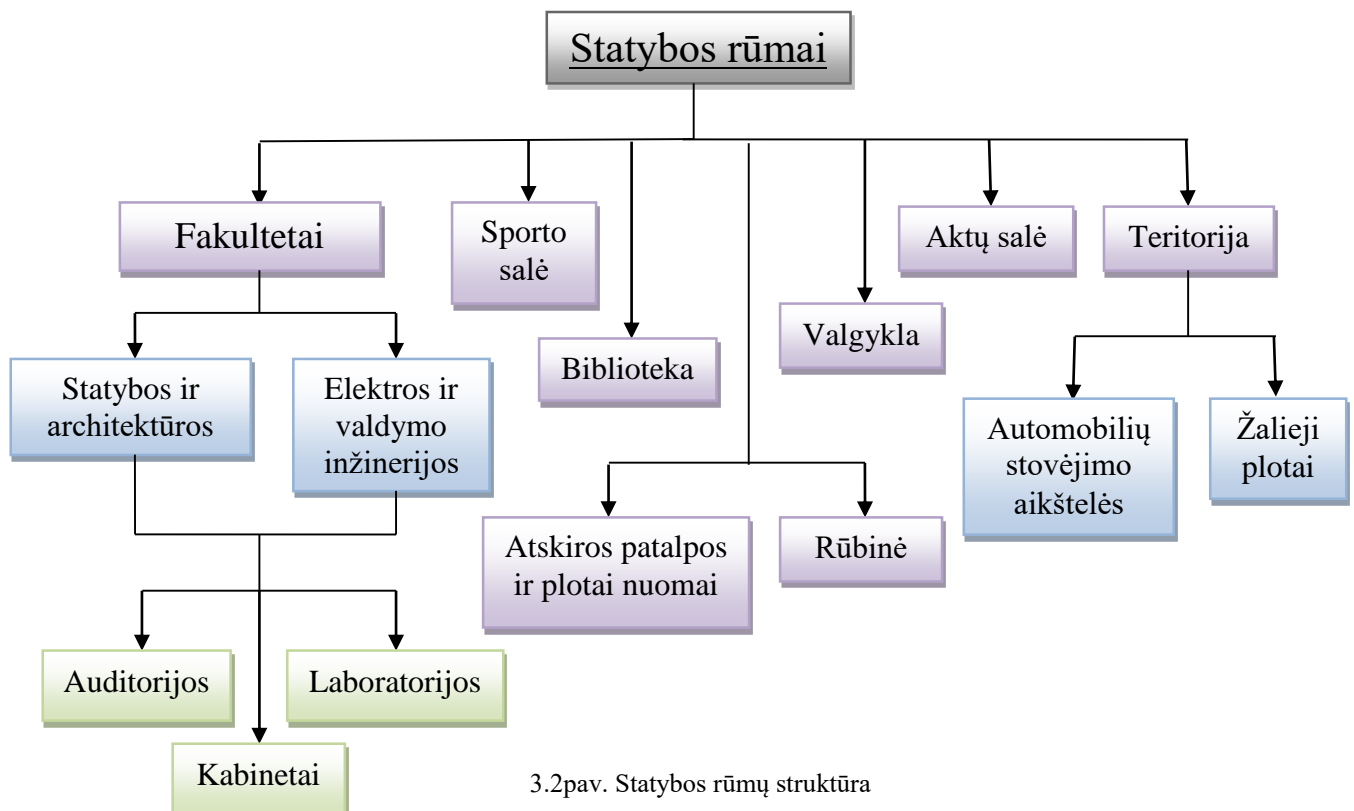 Statybos rūmai
Fakultetai
Sporto
salė
Biblioteka
Valgykla
Aktų salė
Teritorija
Statybos ir
architektūros
Elektros ir
valdymo
inžinerijos
Automobilių
stovėjimo
aikštelės
Žalieji
plotai
Atskiros patalpos
ir plotai nuomai
Rūbinė
Auditorijos
Laboratorijos
Kabinetai
3.2pav. Statybos rūmų struktūra